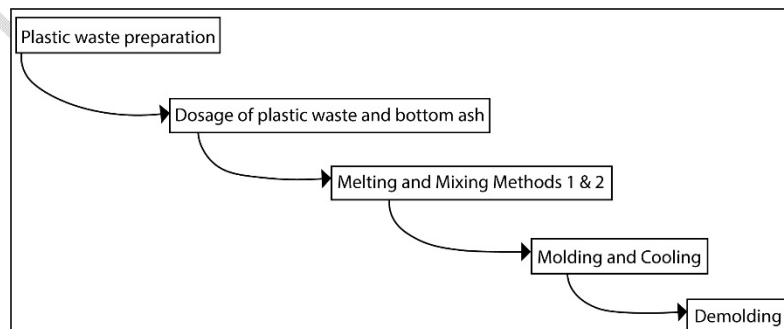 Plastic waste preparation
Dosage of plastic waste and bottom ash
Melting and Mixing Methods 1 & 2
Molding and Cooling
Demolding